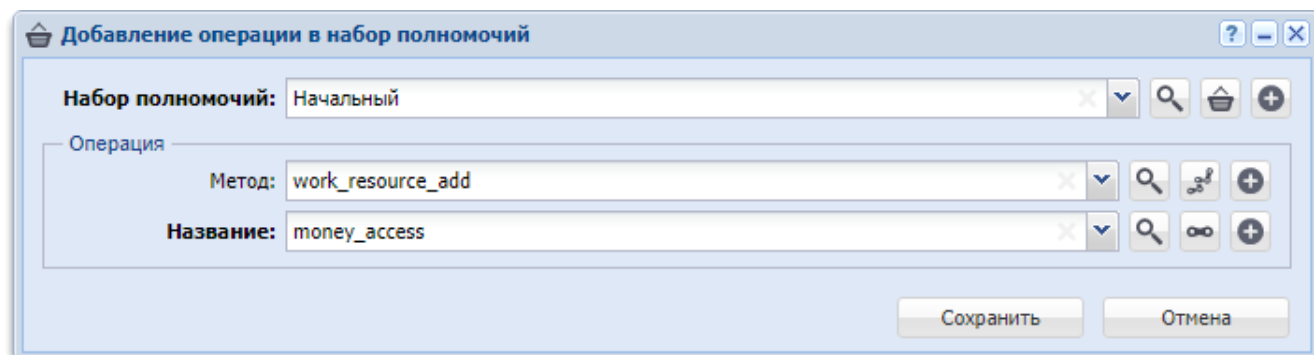 Добавление операции в набор полномочий
Набор полномочий: Начальный
Операция
Метод: work_resource_add
Название: money_access
Сохранить Отмена